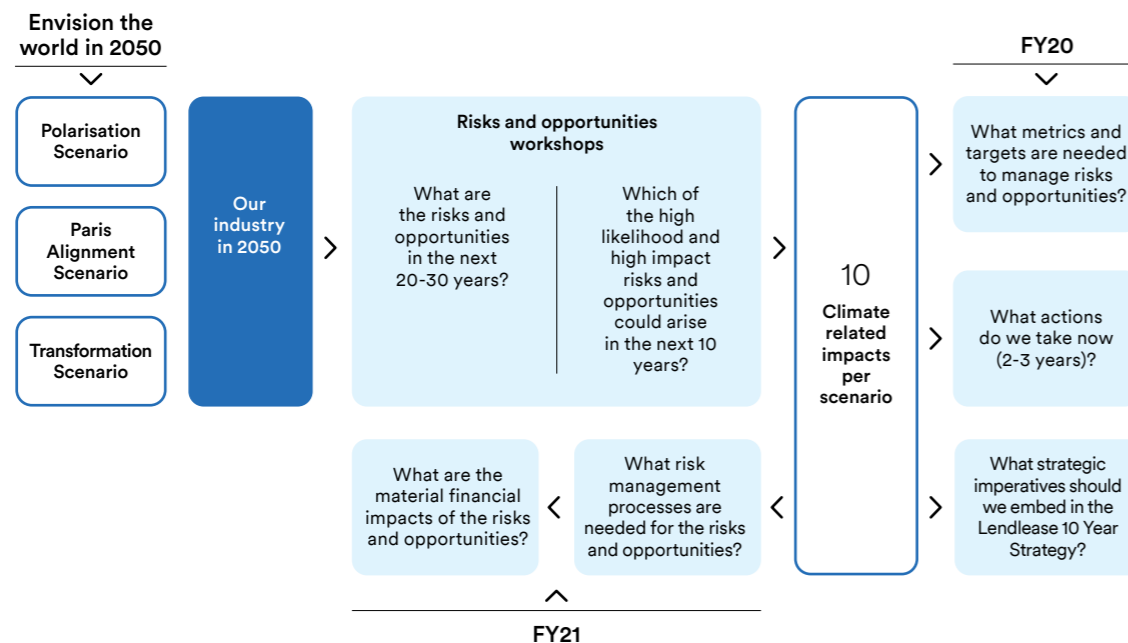 Envision the
world in 2050
Polarisation
Scenario
Paris
Alignment
Scenario
Transformation
Scenario
Our
industry
in 2050
Risks and opportunities
workshops
What are
the risks and
opportunities
in the next
20-30 years?
Which of
the high
likelihood and
high impact
risks and
opportunities
could arise
in the next 10
years?
10
Climate
related
impacts
per
scenario
FY20
What metrics and
targets are needed
to manage risks
and opportunities?
What actions
do we take now
(2-3 years)?
What strategic
imperatives should
we embed in the
Lendlease 10 Year
Strategy?
What risk
management
processes are
needed for the risks
and opportunities?
What are the
material financial
impacts of the risks
and opportunities?
FY21